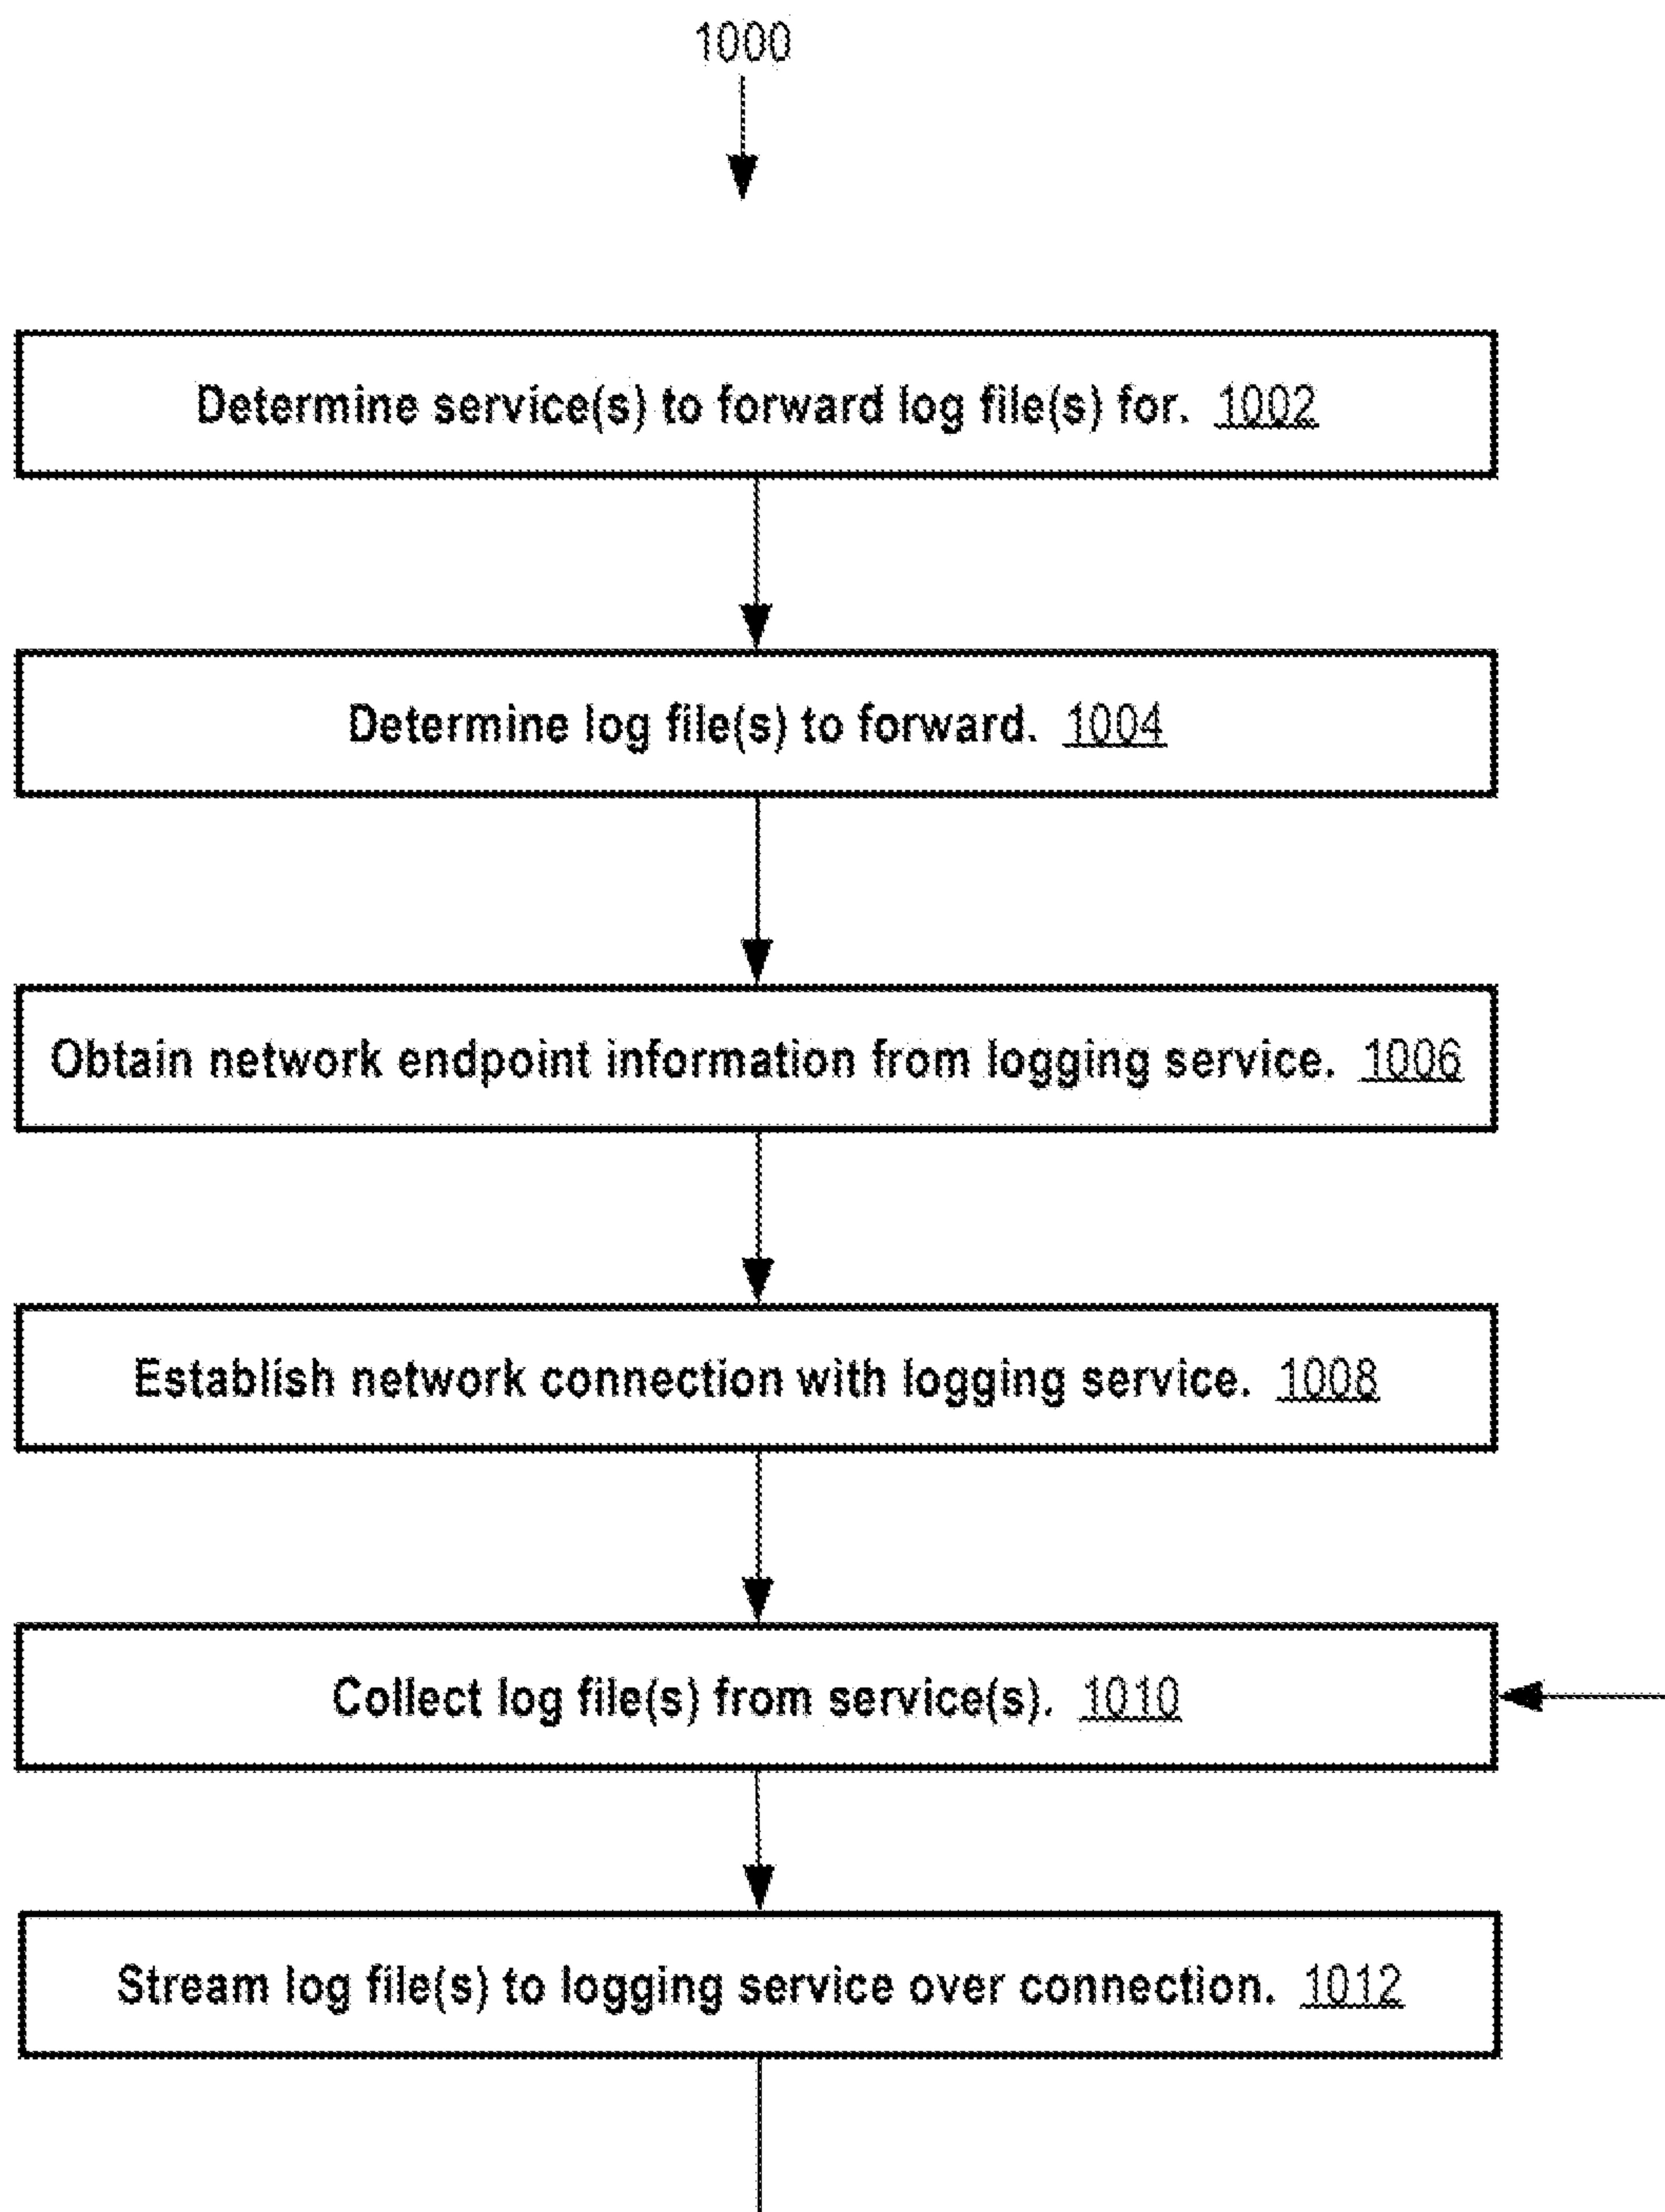 1000
Determine service(s) to forward log file(s) for. 1002
Determine log file(s) to forward. 1004
Obtain network endpoint information from logging service. 1006
Establish network connection with logging service. 1008
Collect log file(s) from service(s). 1010
Stream log file(s) to logging service over connection. 1012